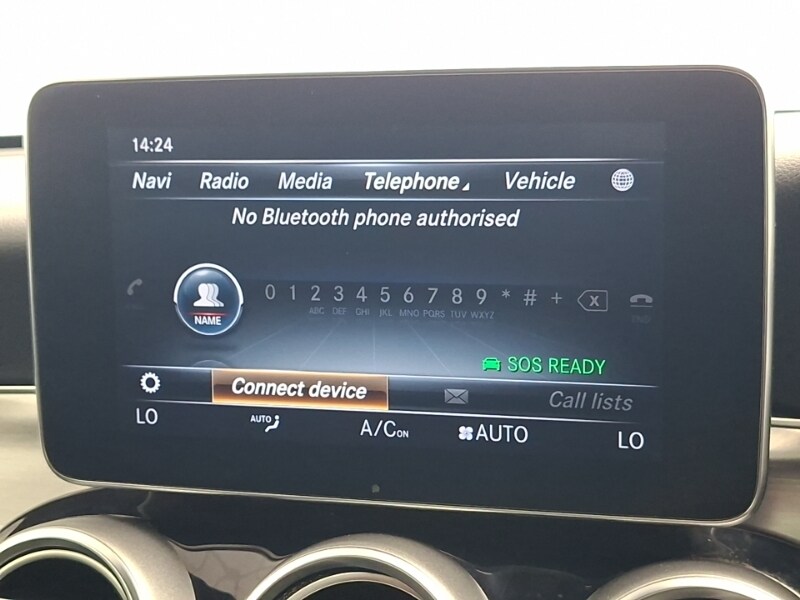 14:24
Navi Radio Media Telephone Vehicle
No Bluetooth phone authorised
NAME
0 1 2 3 4 5 6 7 8 9 * # +
ABC DEF GHI JKL MNO PQRS TUV WXYZ
END
SOS READY
Connect device Call lists
LO AUTO A/C ON AUTO LO